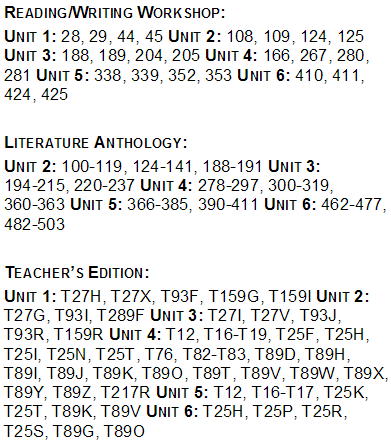 READING/WRITING WORKSHOP:
UNIT 1: 28, 29, 44, 45 UNIT 2: 108, 109, 124, 125
UNIT 3: 188, 189, 204, 205 UNIT 4: 166, 267, 280,
281 UNIT 5: 338, 339, 352, 353 UNIT 6: 410, 411,
424, 425
LITERATURE ANTHOLOGY:
UNIT 2: 100-119, 124-141, 188-191 UNIT 3:
194-215, 220-237 UNIT 4: 278-297, 300-319,
360-363 UNIT 5: 366-385, 390-411 UNIT 6: 462-477,
482-503
TEACHER'S EDITION:
UNIT 1: T27H, T27X, T93F, T159G, T159I UNIT 2:
T27G, T93I, T289F UNIT 3: T27I, T27V, T93J,
T93R, T159R UNIT 4: T12, T16-T19, T25F, T25H,
T25I, T25N, T25T, T76, T82-T83, T89D, T89H,
T89I, T89J, T89K, T89O, T89T, T89V, T89W, T89X,
T89Y, T89Z, T217R UNIT 5: T12, T16-T17, T25K,
T25T, T89K, T89V UNIT 6: T25H, T25P, T25R,
T25S, T89G, T89O